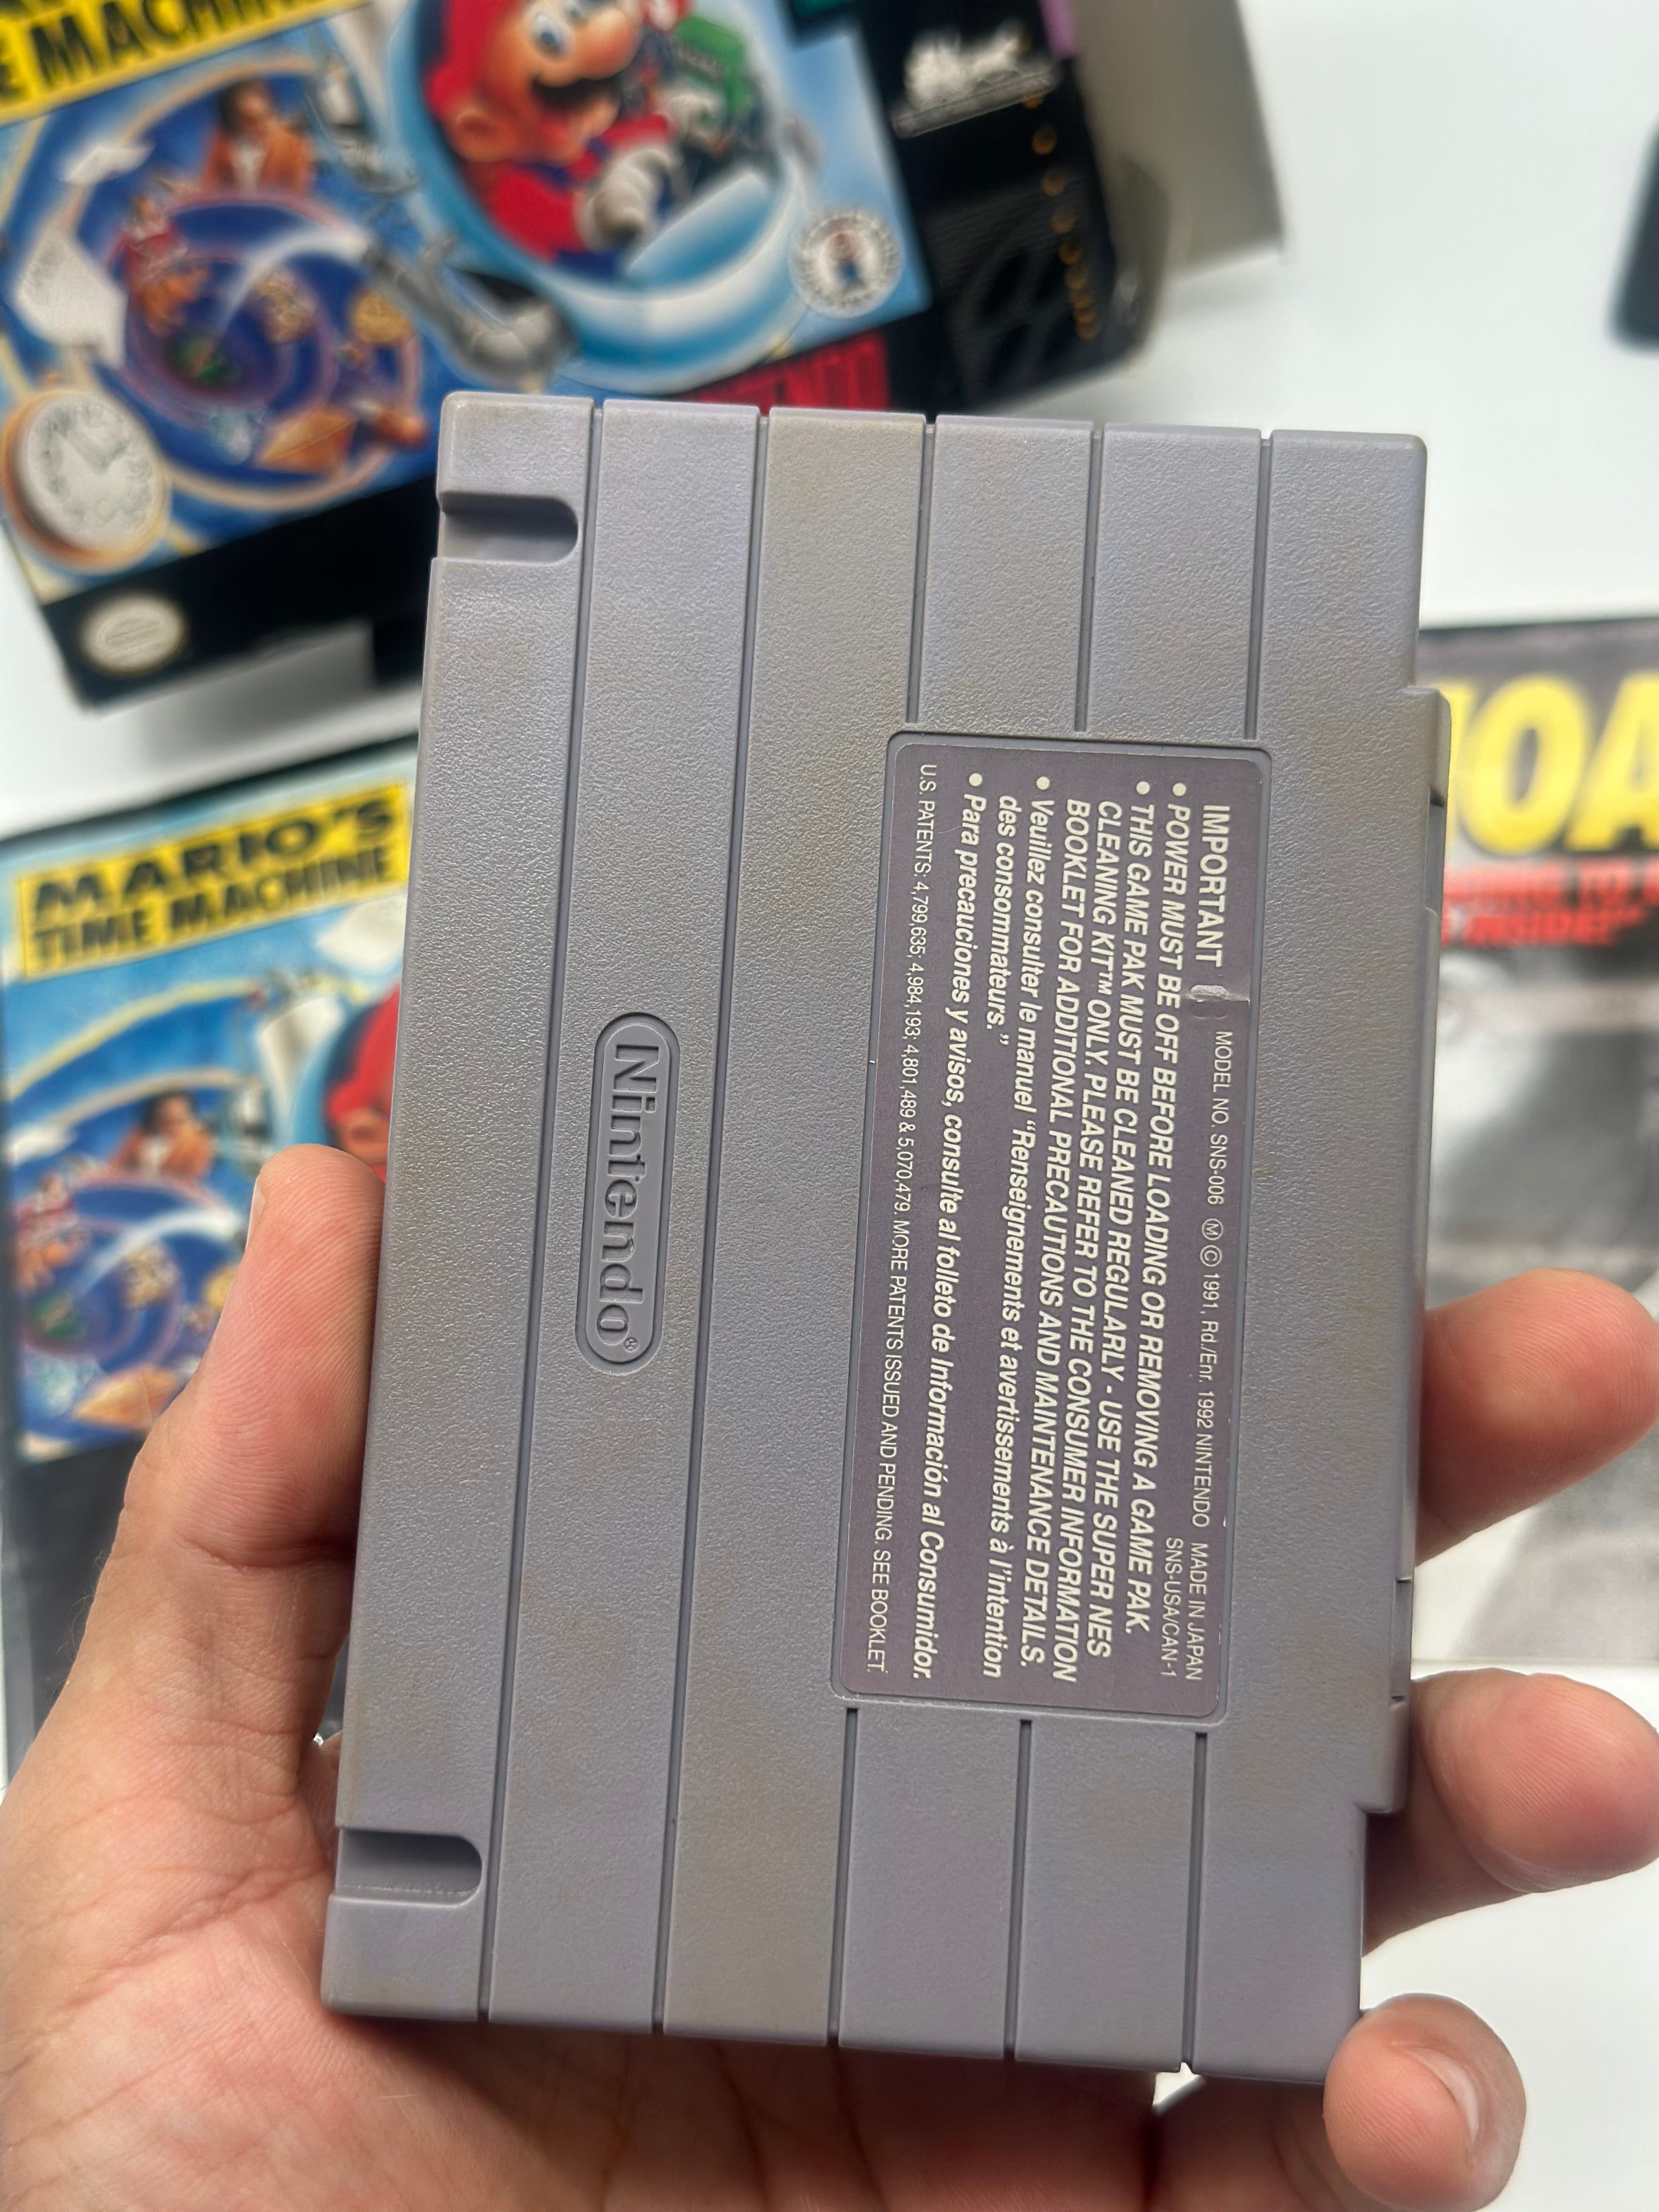 MACHINE
NINTENDO
MARIO'S
TIME MACHINE
IMPORTANT
MODEL NO. SNS-006 Ⓜ © 1991, Rd./Enr. 1992 NINTENDO MADE IN JAPAN
SNS-USA/CAN-1
• POWER MUST BE OFF BEFORE LOADING OR REMOVING A GAME PAK.
• THIS GAME PAK MUST BE CLEANED REGULARLY - USE THE SUPER NES
CLEANING KIT™ ONLY. PLEASE REFER TO THE CONSUMER INFORMATION
BOOKLET FOR ADDITIONAL PRECAUTIONS AND MAINTENANCE DETAILS.
• Veuillez consulter le manuel “Renseignements et avertissements à l'intention
des consommateurs.”
• Para precauciones y avisos, consulte al folleto de Información al Consumidor.
U.S. PATENTS: 4,799,635; 4,984,193; 4,801,489 & 5,070,479. MORE PATENTS ISSUED AND PENDING. SEE BOOKLET.
Nintendo®
INSIDE!